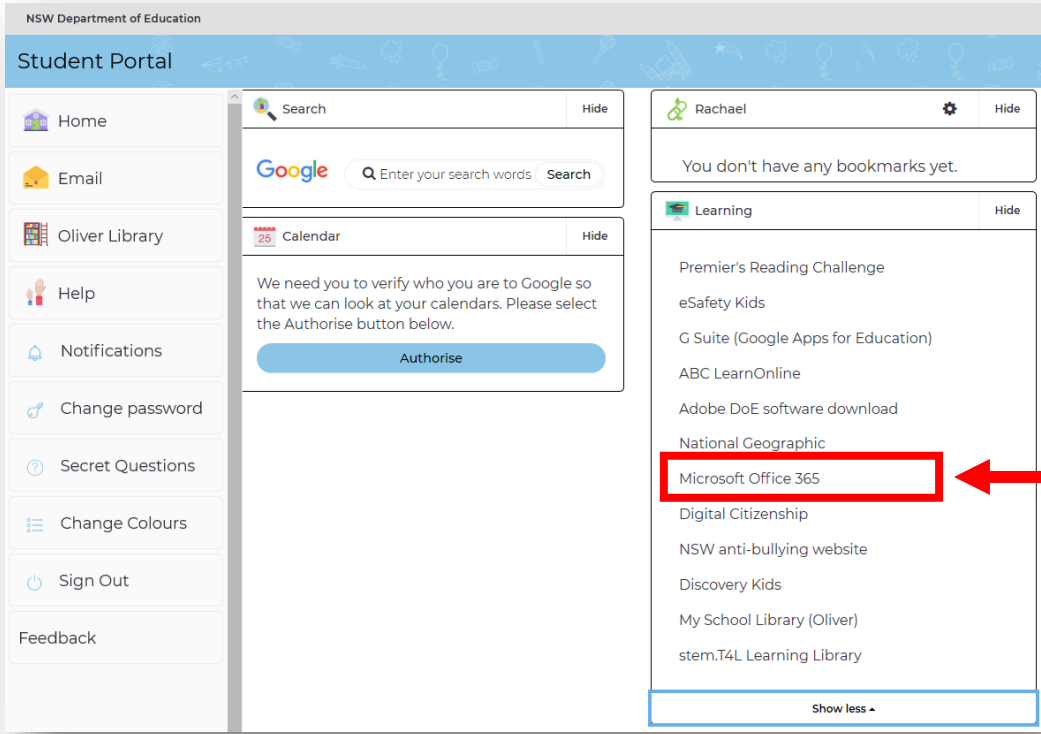 NSW Department of Education
Student Portal
Home
Email
Oliver Library
Help
Notifications
Change password
Secret Questions
Change Colours
Sign Out
Feedback
Search
Hide
Google
Enter your search words
Search
25
Calendar
Hide
We need you to verify who you are to Google so
that we can look at your calendars. Please select
the Authorise button below.
Authorise
Rachael
Hide
You don't have any bookmarks yet.
Learning
Hide
Premier's Reading Challenge
eSafety Kids
G Suite (Google Apps for Education)
ABC LearnOnline
Adobe DoE software download
National Geographic
Microsoft Office 365
Digital Citizenship
NSW anti-bullying website
Discovery Kids
My School Library (Oliver)
stem.T4L Learning Library
Show less